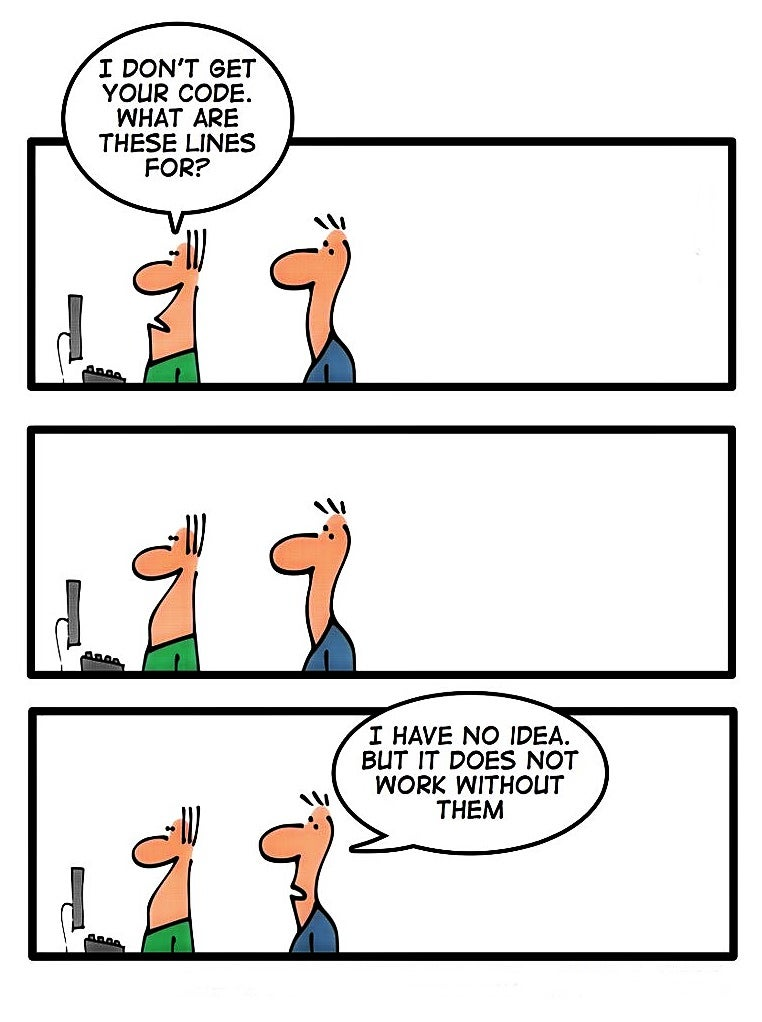 I DON'T GET
YOUR CODE.
WHAT ARE
THESE LINES
FOR?
I HAVE NO IDEA.
BUT IT DOES NOT
WORK WITHOUT
THEM